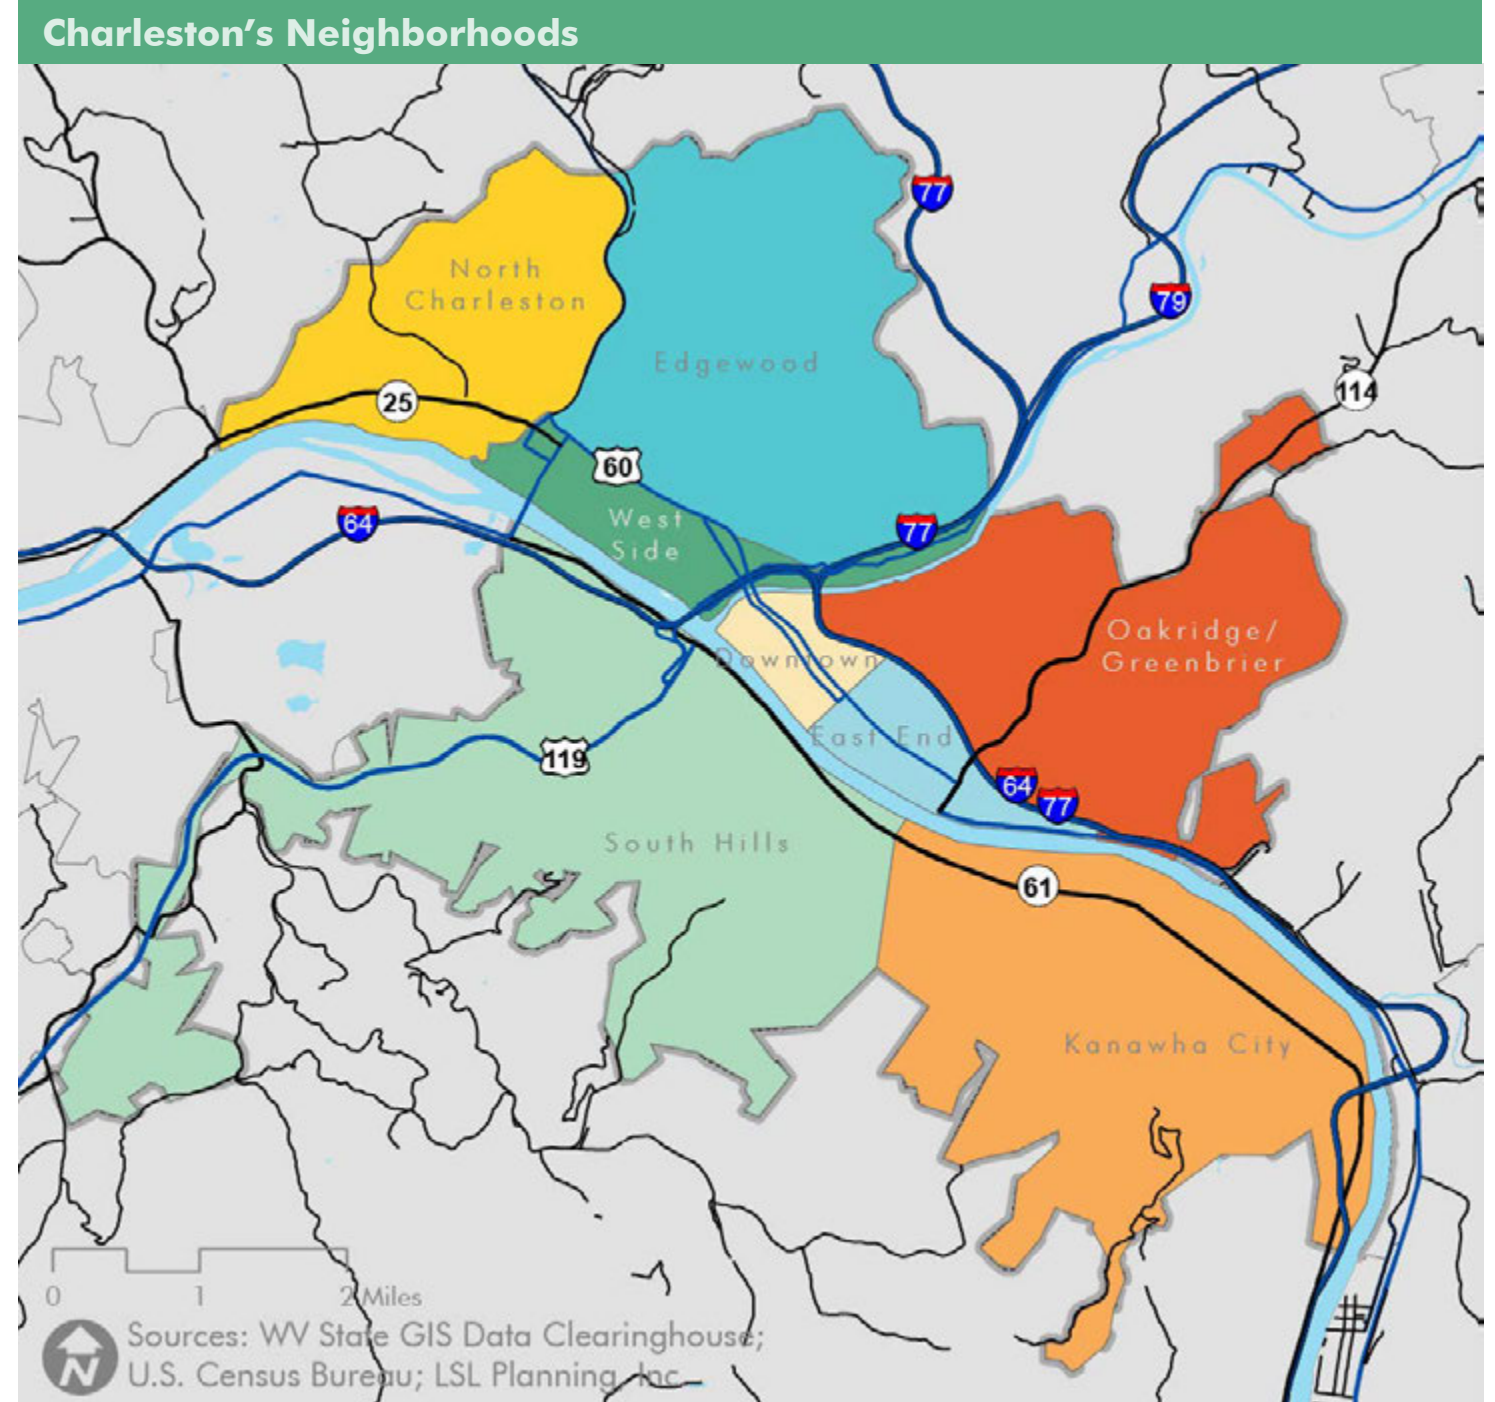 Charleston's Neighborhoods
77
North
Charleston
79
Edgewood
114
25
60
64
West
Side
77
Oakridge/
Greenbrier
Downtown
East End
119
64
77
South Hills
61
Kanawha City
0 1 2 Miles
Sources: WV State GIS Data Clearinghouse;
U.S. Census Bureau; LSL Planning, Inc.
N